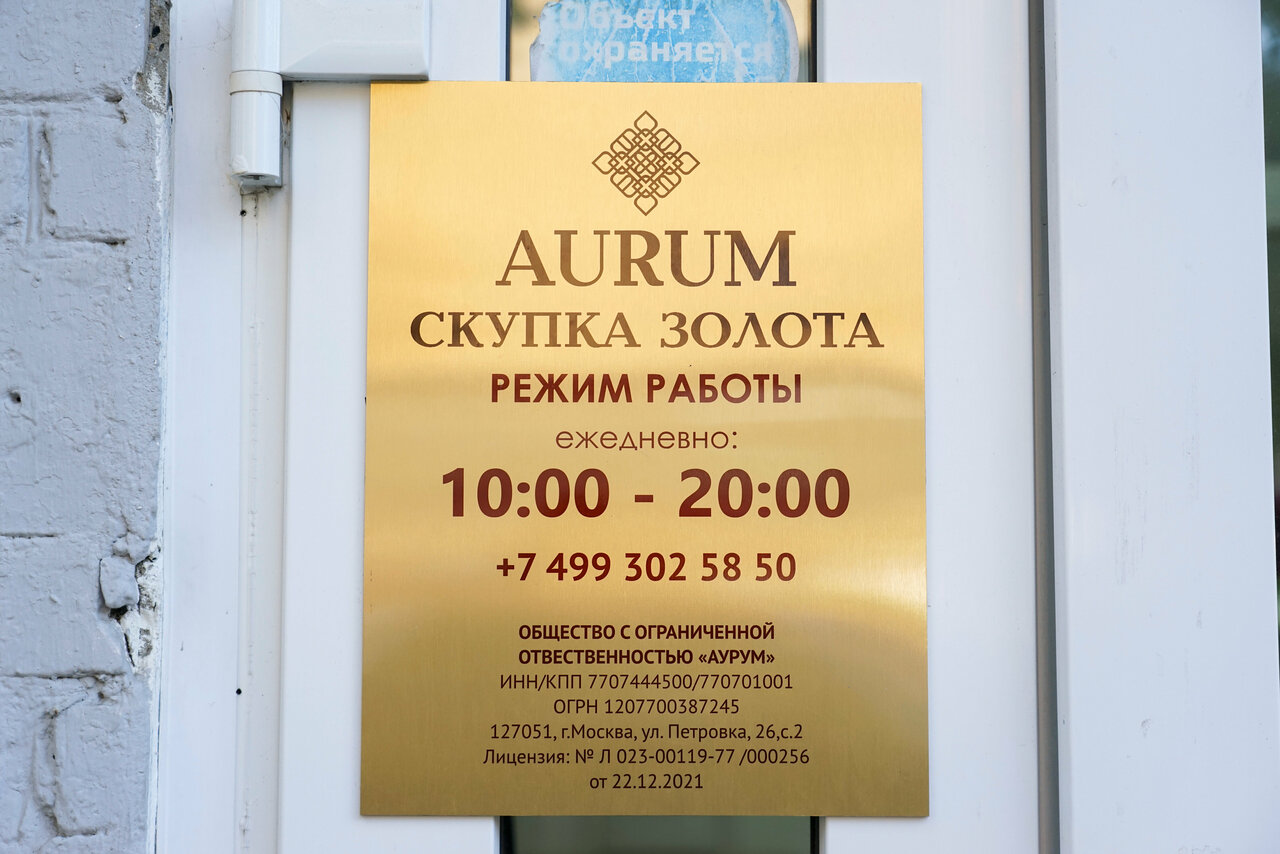 Объект
охраняется
AURUM
СКУПКА ЗОЛОТА
РЕЖИМ РАБОТЫ
ежедневно:
10:00 - 20:00
+7 499 302 58 50
ОБЩЕСТВО С ОГРАНИЧЕННОЙ
ОТВЕСТВЕННОСТЬЮ «АУРУМ»
ИНН/КПП 7707444500/770701001
ОГРН 1207700387245
127051, г.Москва, ул. Петровка, 26,с.2
Лицензия: № Л 023-00119-77 /000256
от 22.12.2021